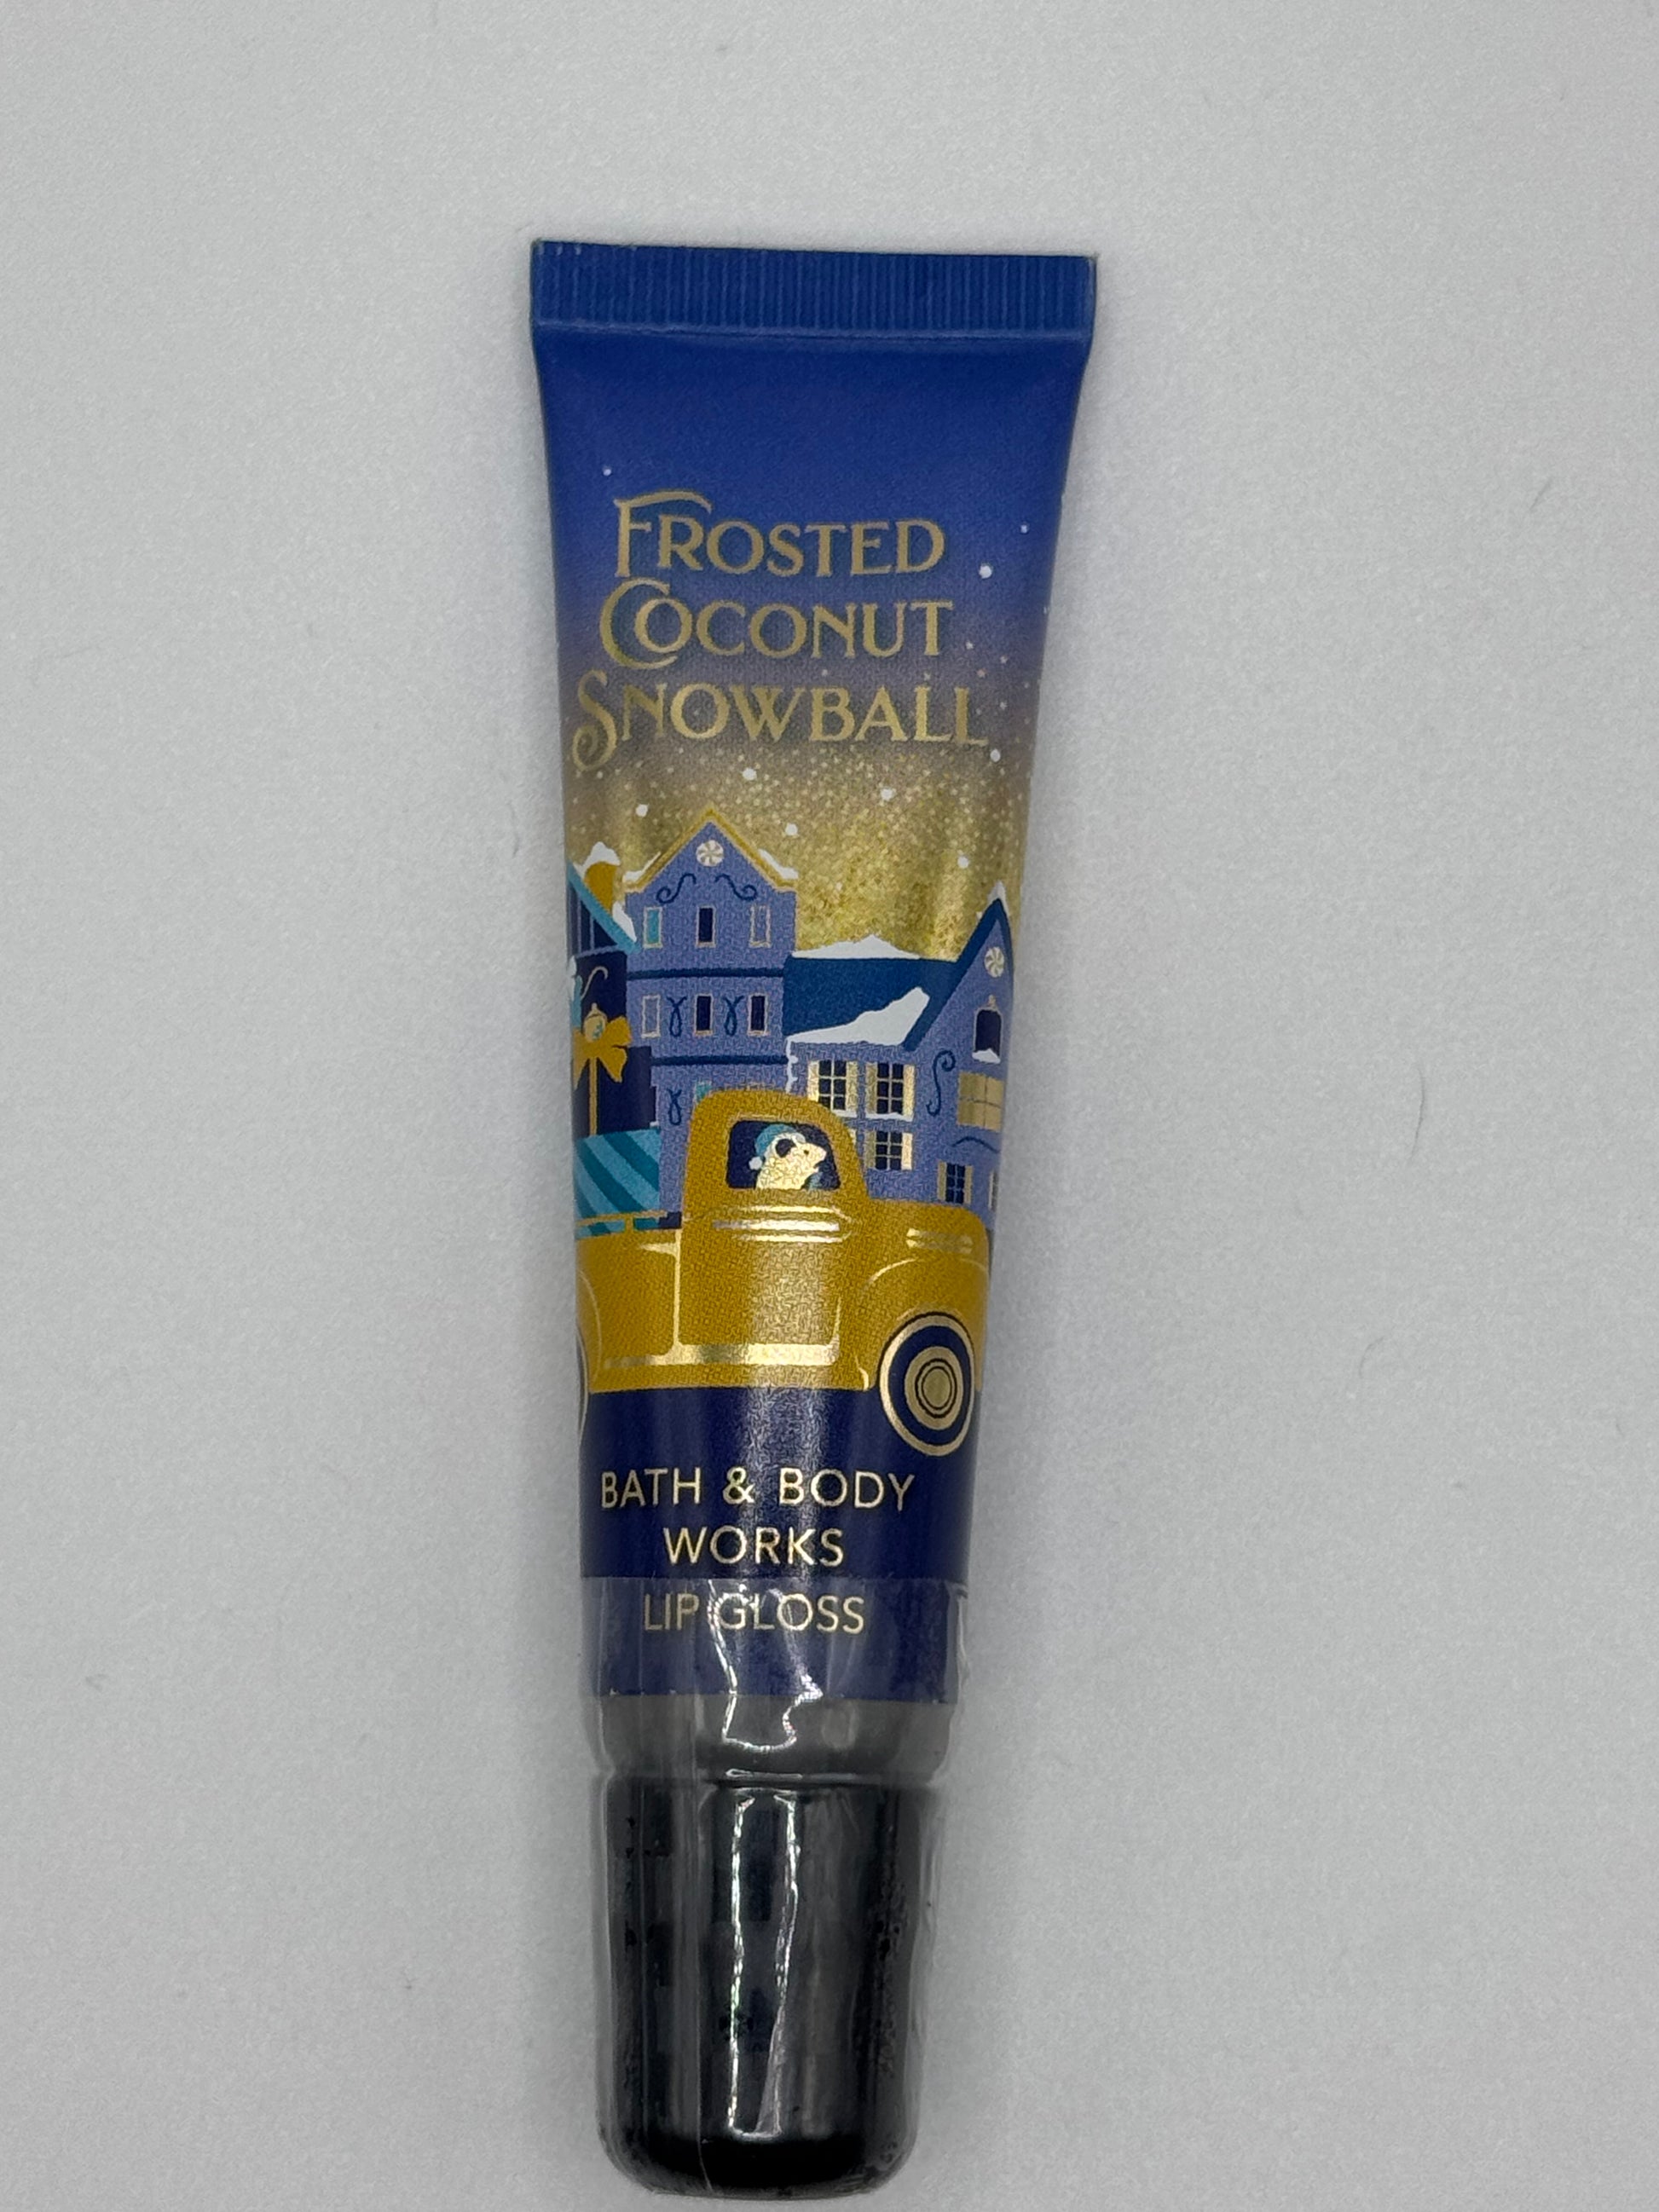 FROSTED
COCONUT
SNOWBALL
BATH & BODY
WORKS
LIP GLOSS